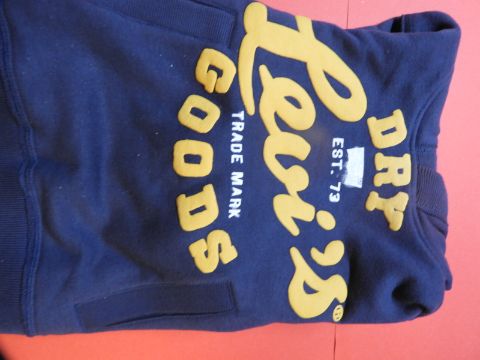 DRY
EST. 73
Levi's®
TRADE MARK
GOODS